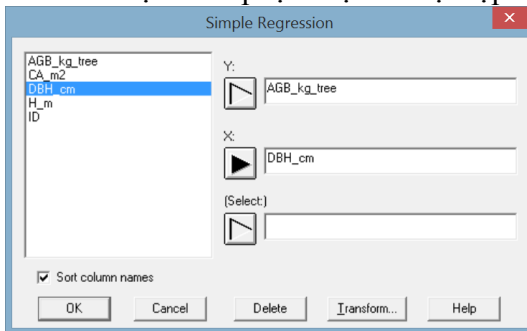 Simple Regression
AGB_kg_tree
CA_m2
DBH_cm
H_m
ID
Y:
AGB_kg_tree
X:
DBH_cm
(Select:)
Sort column names
OK Cancel Delete Transform... Help